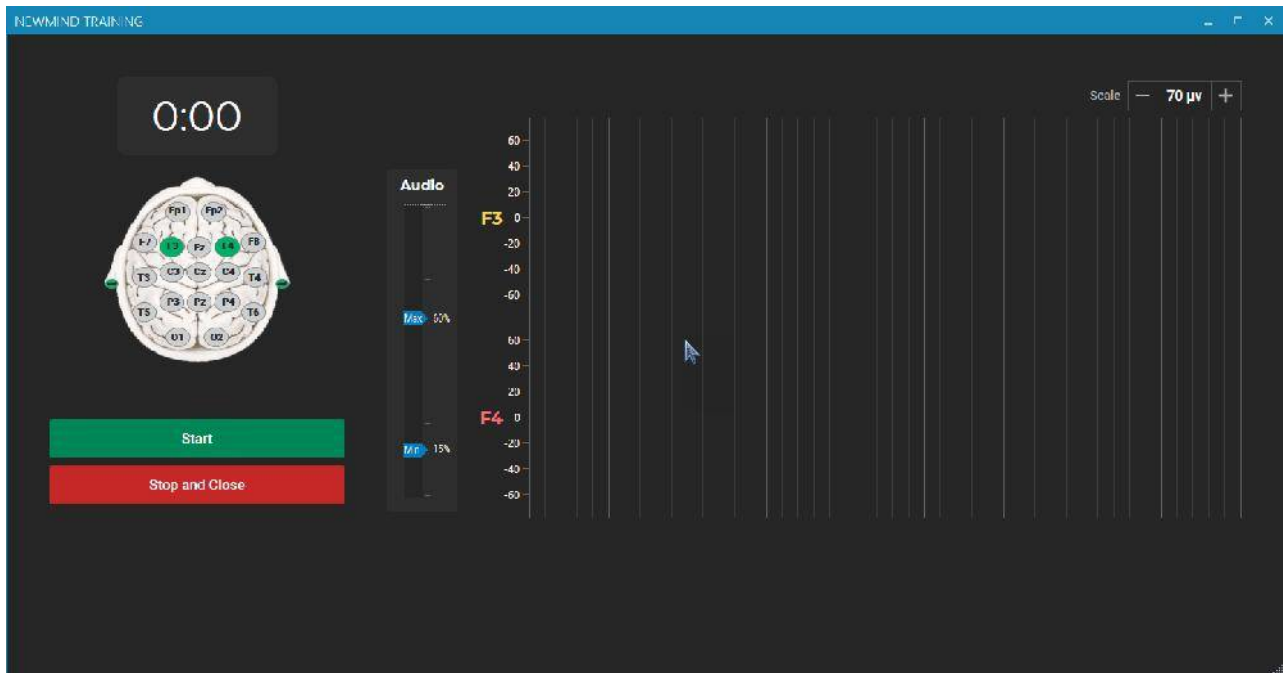 NEWMIND TRAINING
0:00
Scale — 70 µv +
Audio
Max 60%
Min 15%
F3
60
40
20
0
-20
-40
-60
F4
60
40
20
0
-20
-40
-60
Fp1 Fp2
F7 F3 Fz F4 F8
T3 C3 Cz C4 T4
T5 P3 Pz P4 T6
O1 O2
Start
Stop and Close